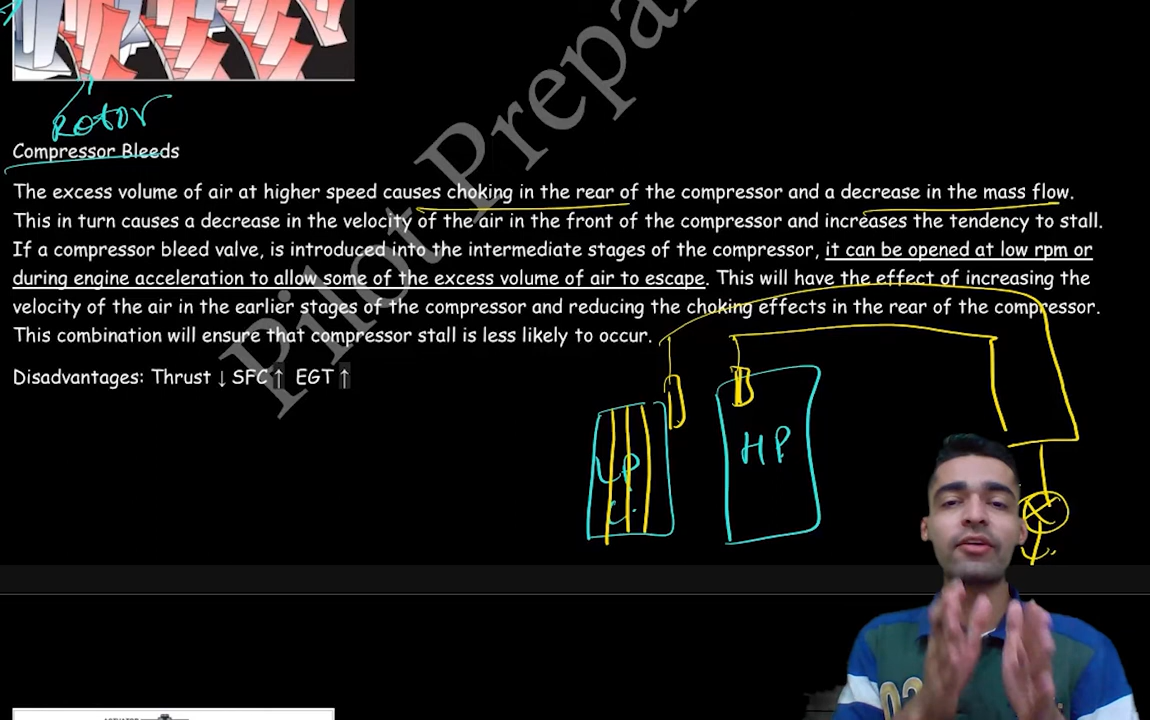 Rotor
Compressor Bleeds
The excess volume of air at higher speed causes choking in the rear of the compressor and a decrease in the mass flow.
This in turn causes a decrease in the velocity of the air in the front of the compressor and increases the tendency to stall.
If a compressor bleed valve, is introduced into the intermediate stages of the compressor, it can be opened at low rpm or
during engine acceleration to allow some of the excess volume of air to escape. This will have the effect of increasing the
velocity of the air in the earlier stages of the compressor and reducing the choking effects in the rear of the compressor.
This combination will ensure that compressor stall is less likely to occur.
Disadvantages: Thrust ↓ SFC↑ EGT↑
LP
HP
Pilot Prepar